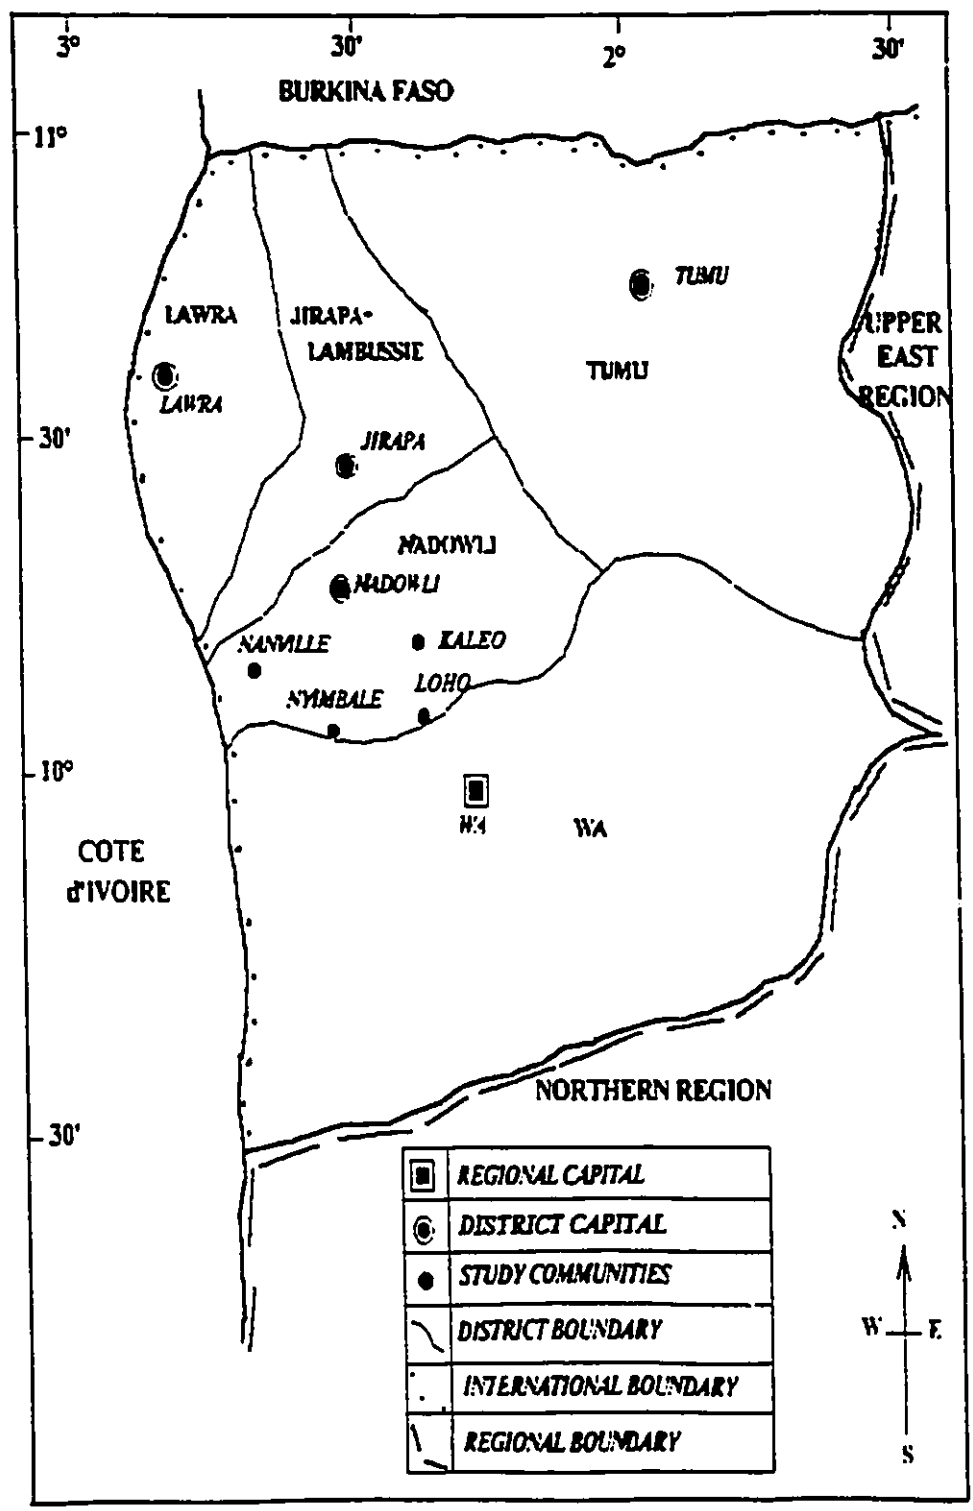 3° 30' 2° 30'
BURKINA FASO
11°
TUMU
LAWRA
JIRAPA-
LAMBUSSIE
UPPER
EAST
REGION
TUMU
LAWRA
30'
JIRAPA
NADOWLI
NADOWLI
NANVILLE
KALEO
LOHO
NYIMBALE
10°
WA
WA
COTE
d'IVOIRE
NORTHERN REGION
30'
REGIONAL CAPITAL
DISTRICT CAPITAL
STUDY COMMUNITIES
DISTRICT BOUNDARY
INTERNATIONAL BOUNDARY
REGIONAL BOUNDARY
N
W E
S